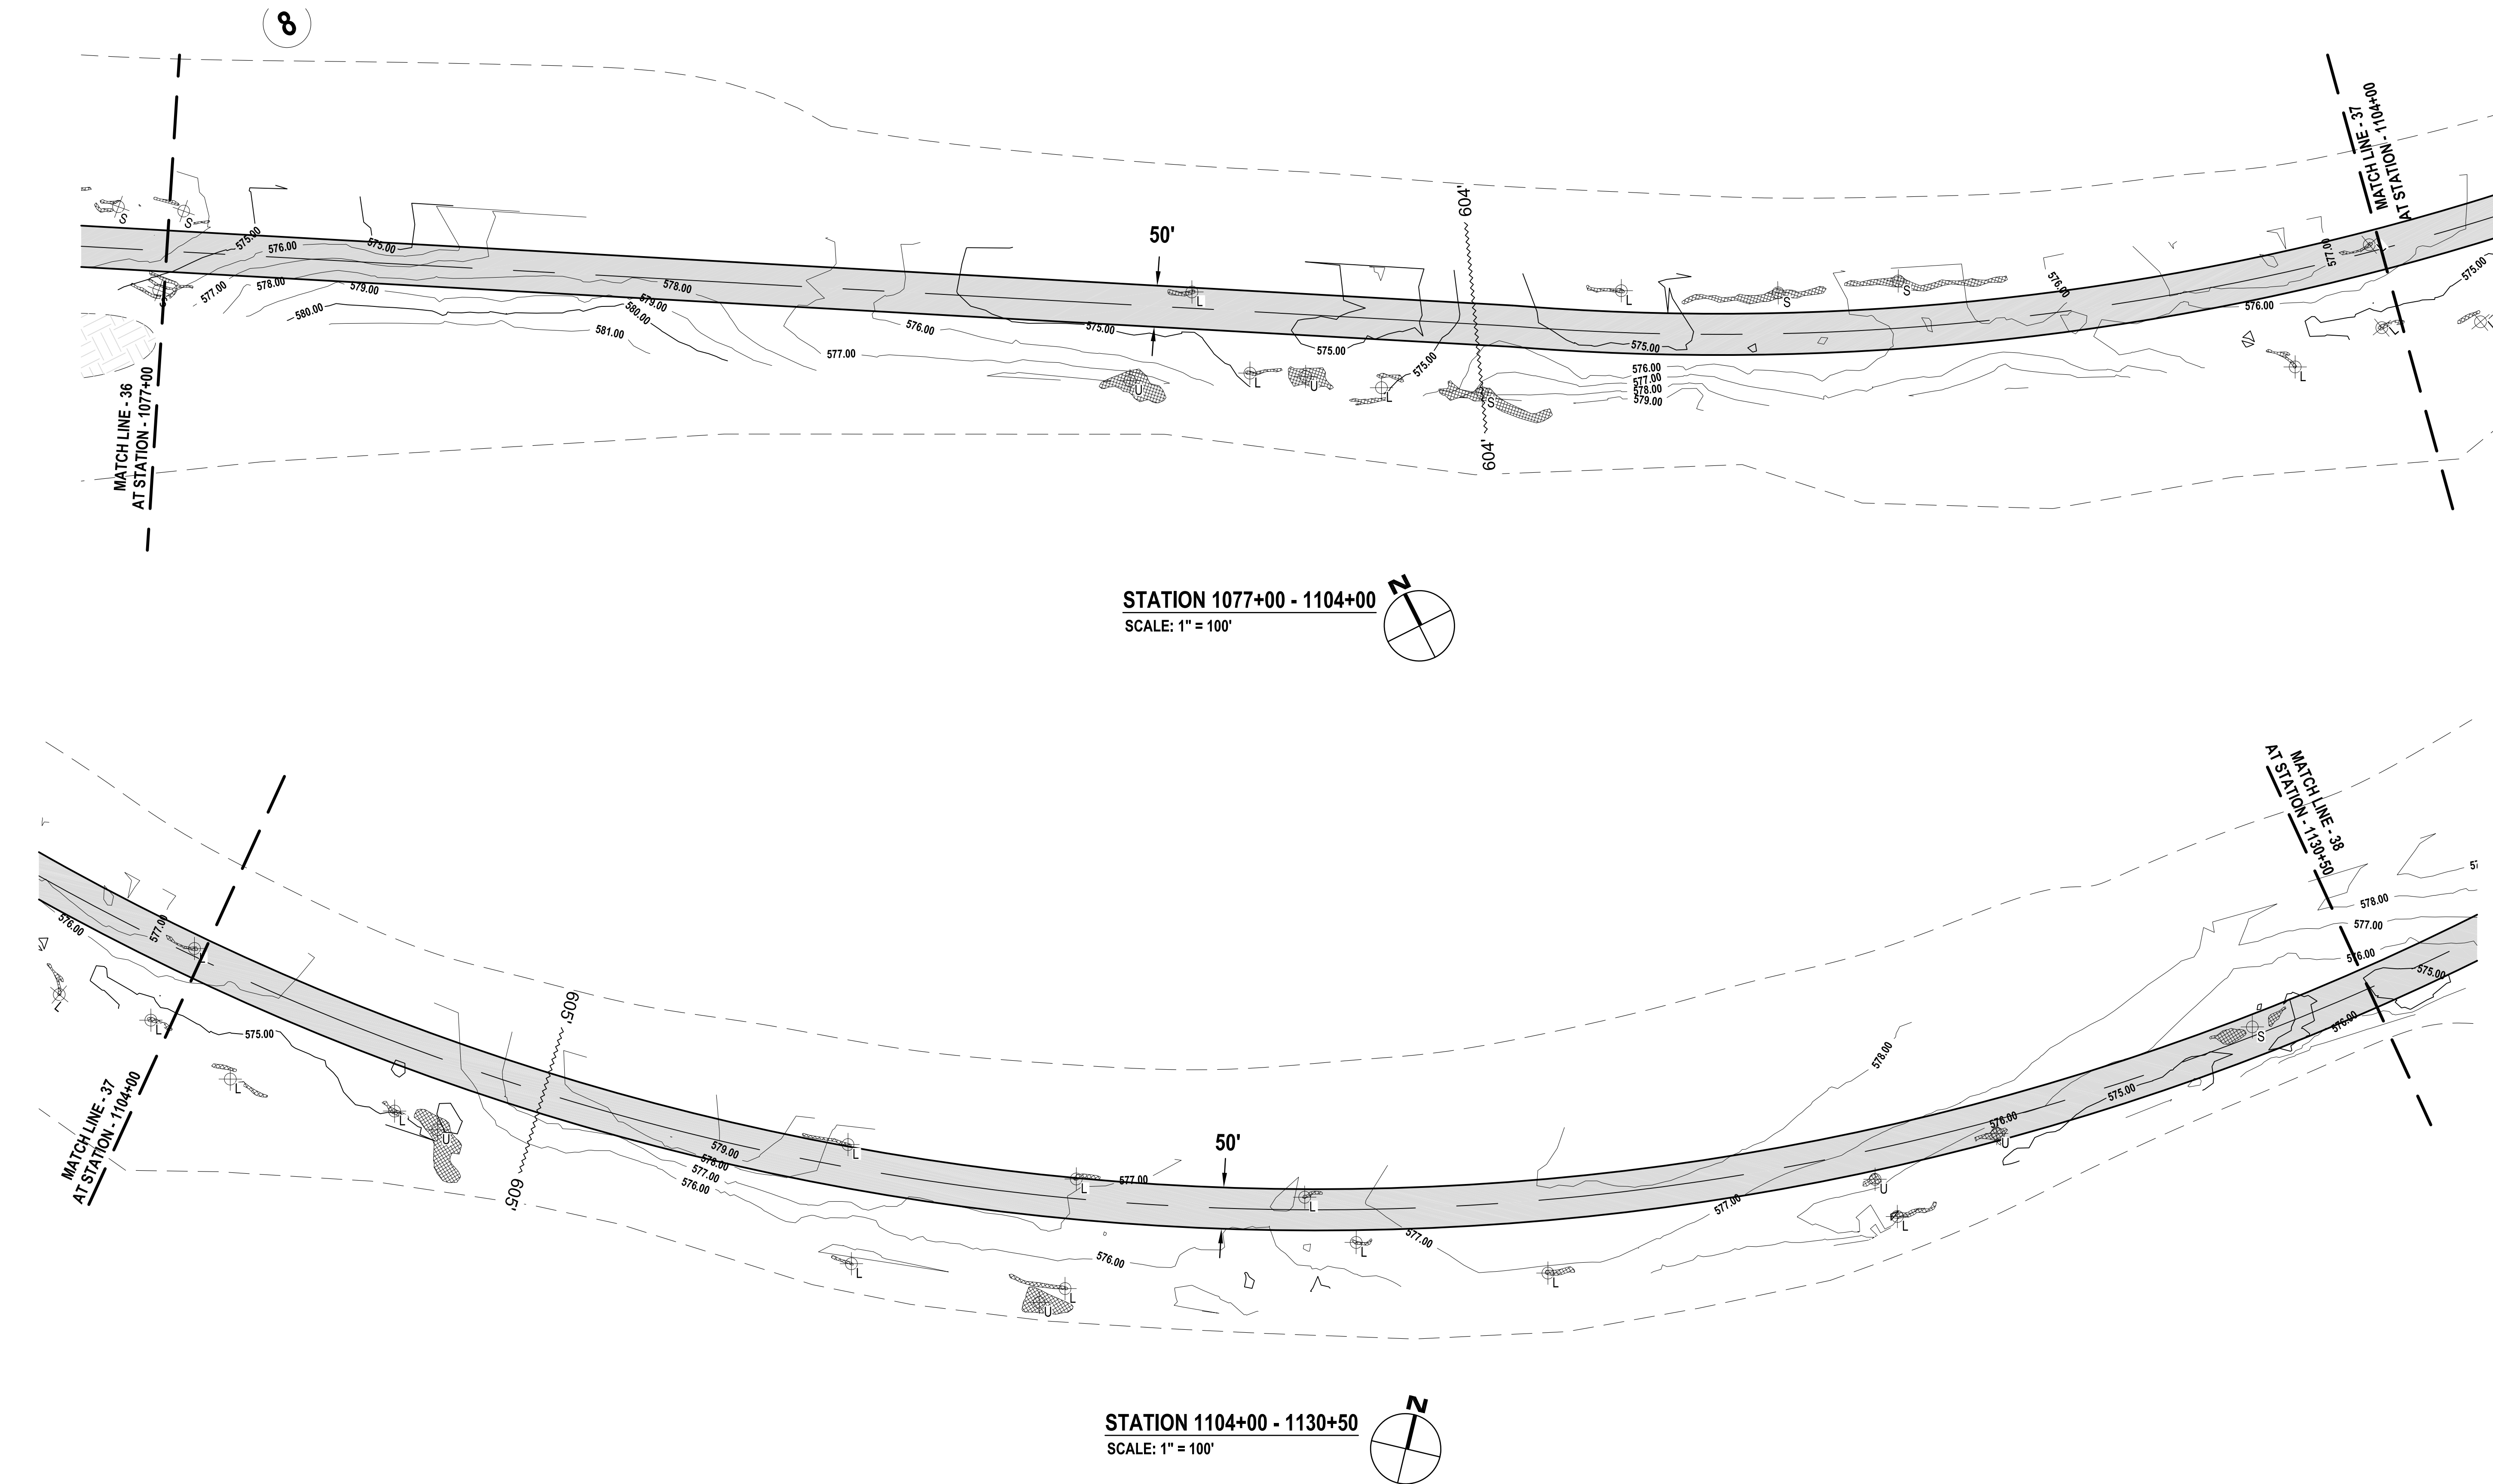 8
MATCH LINE - 37
AT STATION - 1104+00
S
S
575.00
576.00
575.00
604'
50'
577.00
L
S
577.00
578.00
579.00
578.00
L
S
S
576.00
575.00
580.00
579.00
580.00
581.00
576.00
575.00
L
576.00
L
577.00
575.00
575.00
575.00
L
L
U
L
U
L
S
576.00
577.00
578.00
579.00
MATCH LINE - 36
AT STATION - 1077+00
604'
N
STATION 1077+00 - 1104+00
SCALE: 1" = 100'
MATCH LINE - 38
AT STATION - 1130+50
576.00
577.00
L
L
L
575.00
605'
578.00
577.00
576.00
575.00
S
576.00
578.00
575.00
576.00
L
L
U
579.00
576.00
577.00
576.00
L
50'
577.00
L
L
U
U
L
577.00
577.00
MATCH LINE - 37
AT STATION - 1104+00
605'
576.00
L
L
L
L
U
N
STATION 1104+00 - 1130+50
SCALE: 1" = 100'